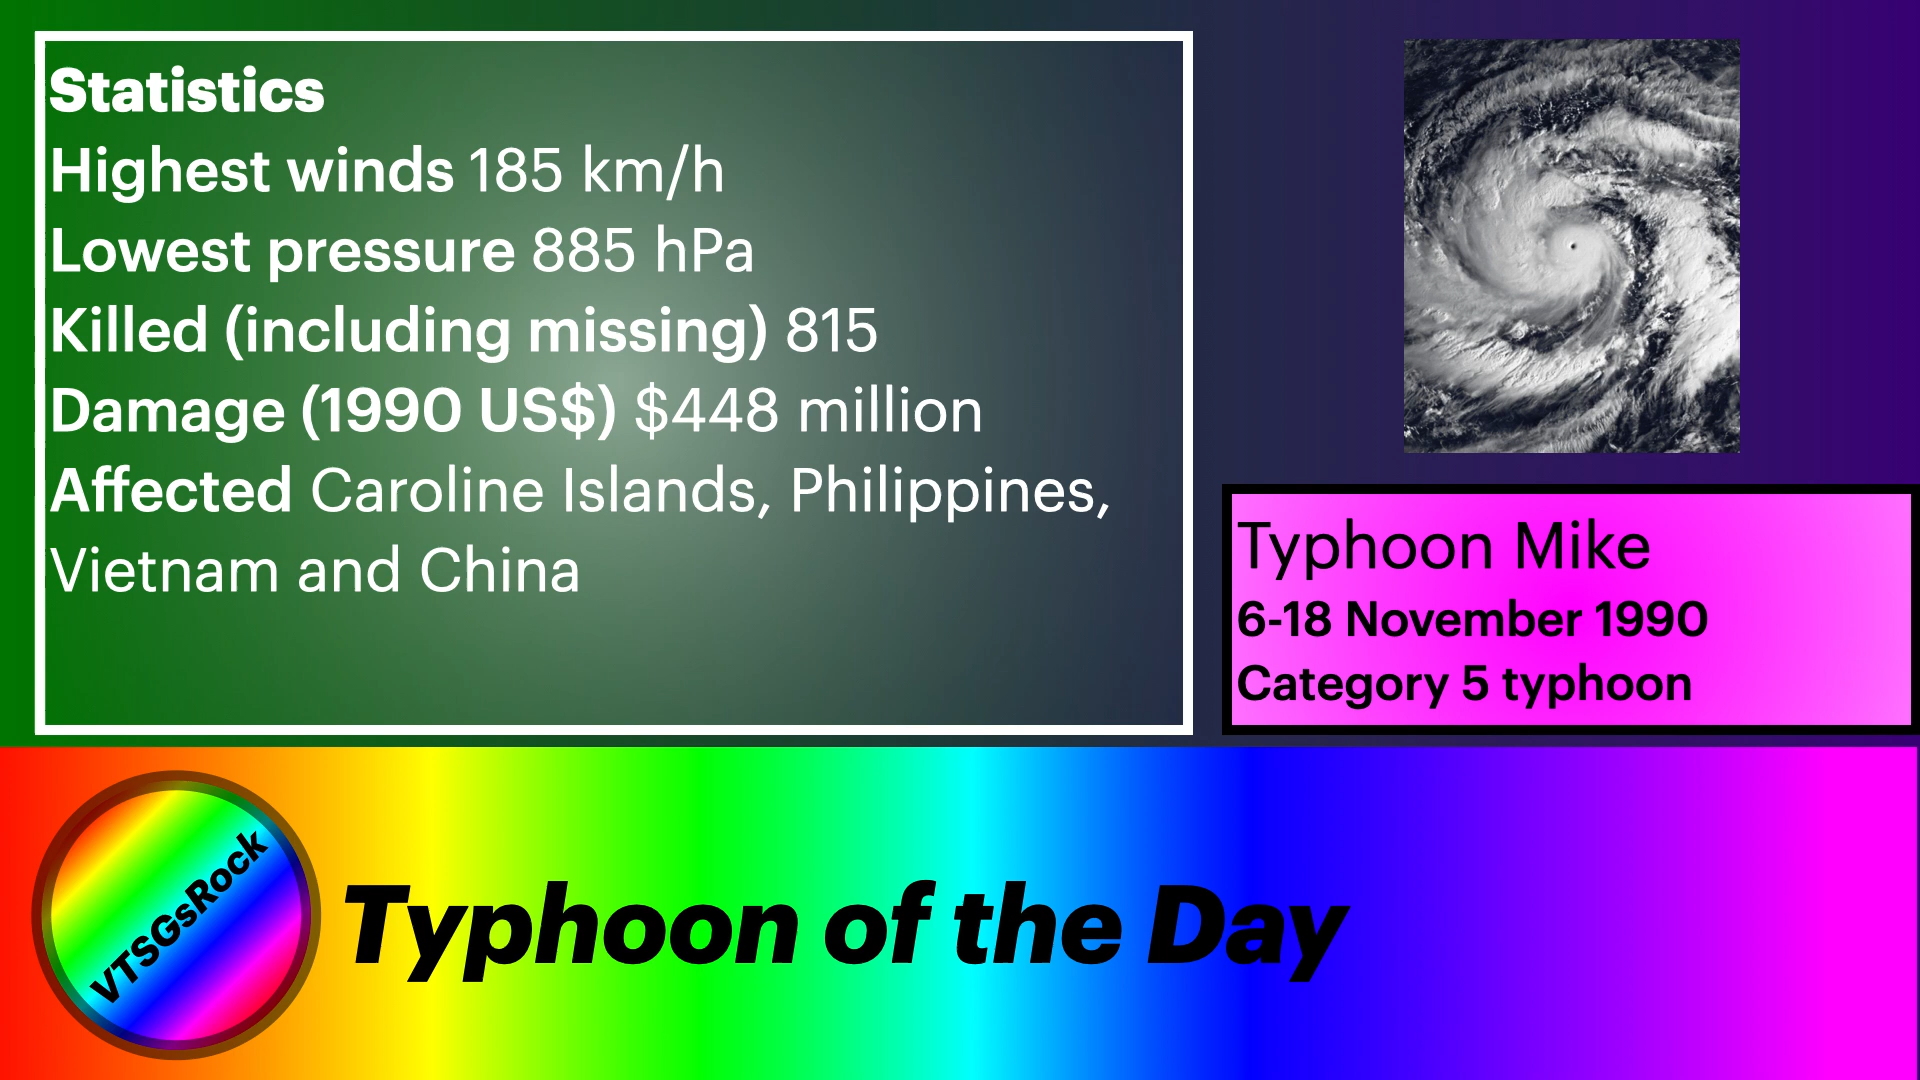 Statistics
Highest winds 185 km/h
Lowest pressure 885 hPa
Killed (including missing) 815
Damage (1990 US$) $448 million
Affected Caroline Islands, Philippines,
Vietnam and China
Typhoon Mike
6-18 November 1990
Category 5 typhoon
VTSGsRock
Typhoon of the Day